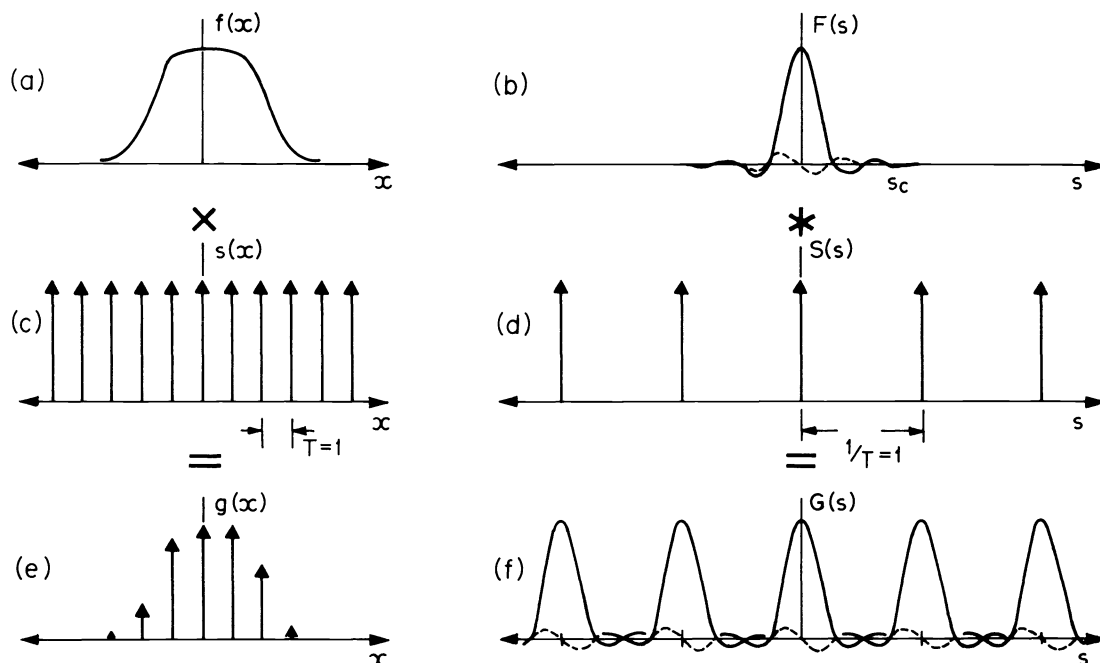 (a) f(x) x
(b) F(s) s_c s
×
*
(c) s(x) x T=1
(d) S(s) s 1/T=1
=
=
(e) g(x) x
(f) G(s) s